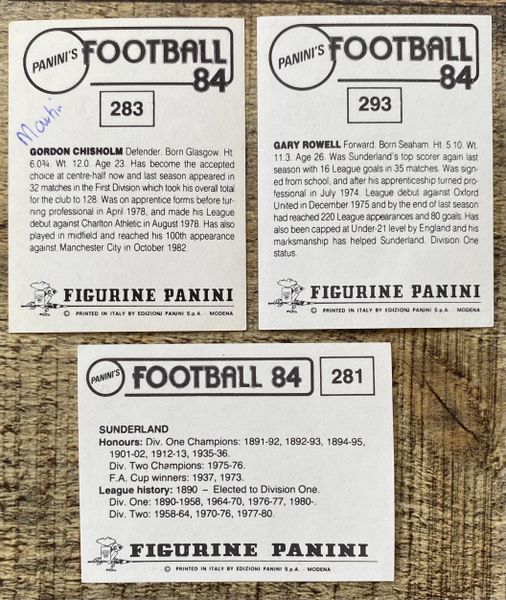 PANINI'S FOOTBALL 84
283
Martin
GORDON CHISHOLM Defender. Born Glasgow. Ht.
6.0¾. Wt. 12.0. Age 23. Has become the accepted
choice at centre-half now and last season appeared in
32 matches in the First Division which took his overall total
for the club to 128. Was on apprentice forms before tur-
ning professional in April 1978, and made his League
debut against Charlton Athletic in August 1978. Has also
played in midfield and reached his 100th appearance
against Manchester City in October 1982.
FIGURINE PANINI
© PRINTED IN ITALY BY EDIZIONI PANINI S.p.A. - MODENA
PANINI'S FOOTBALL 84
293
GARY ROWELL Forward. Born Seaham. Ht. 5.10. Wt.
11.3. Age 26. Was Sunderland's top scorer again last
season with 16 League goals in 35 matches. Was sig-
ned from school, and after his apprenticeship turned pro-
fessional in July 1974. League debut against Oxford
United in December 1975 and by the end of last season
had reached 220 League appearances and 80 goals. Has
also been capped at Under-21 level by England and his
marksmanship has helped Sunderland. Division One
status.
FIGURINE PANINI
© PRINTED IN ITALY BY EDIZIONI PANINI S.p.A. - MODENA
PANINI'S FOOTBALL 84 281
SUNDERLAND
Honours: Div. One Champions: 1891-92, 1892-93, 1894-95,
1901-02, 1912-13, 1935-36.
Div. Two Champions: 1975-76.
F.A. Cup winners: 1937, 1973.
League history: 1890 – Elected to Division One.
Div. One: 1890-1958, 1964-70, 1976-77, 1980-.
Div. Two: 1958-64, 1970-76, 1977-80.
FIGURINE PANINI
© PRINTED IN ITALY BY EDIZIONI PANINI S.p.A. - MODENA